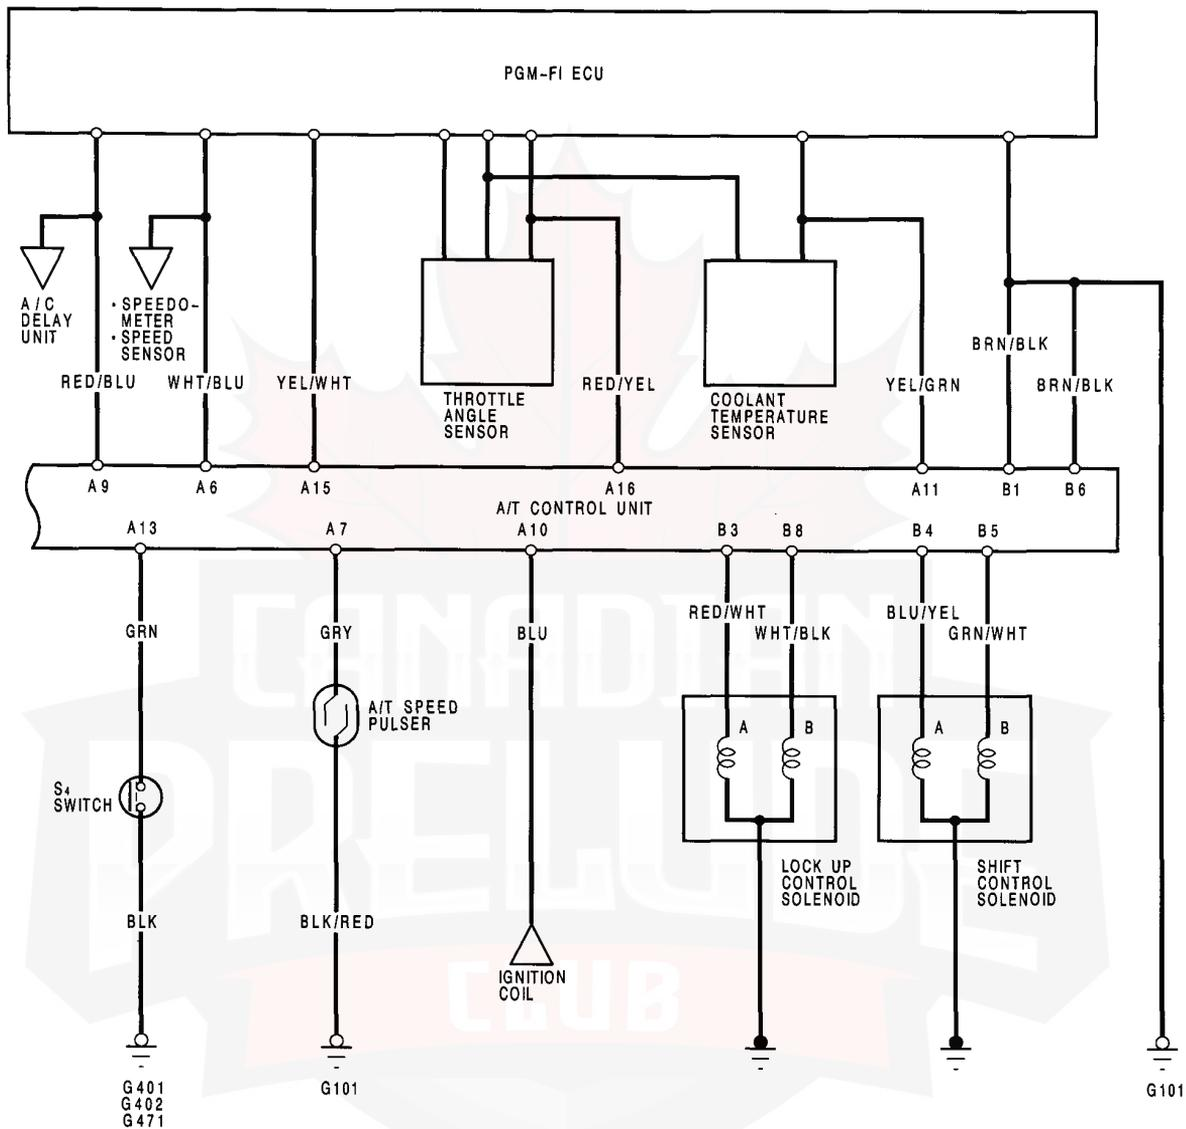 PGM-FI ECU
A/C
DELAY
UNIT
• SPEEDO-
METER
• SPEED
SENSOR
RED/BLU
WHT/BLU
YEL/WHT
THROTTLE
ANGLE
SENSOR
RED/YEL
COOLANT
TEMPERATURE
SENSOR
YEL/GRN
BRN/BLK
BRN/BLK
A9
A6
A15
A16
A11
B1
B6
A/T CONTROL UNIT
A13
A7
A10
B3
B8
B4
B5
GRN
GRY
BLU
RED/WHT
WHT/BLK
BLU/YEL
GRN/WHT
A/T SPEED
PULSER
A
B
A
B
S4
SWITCH
LOCK UP
CONTROL
SOLENOID
SHIFT
CONTROL
SOLENOID
BLK
BLK/RED
IGNITION
COIL
G401
G402
G471
G101
G101
CANADIAN
PRELUDE
CLUB